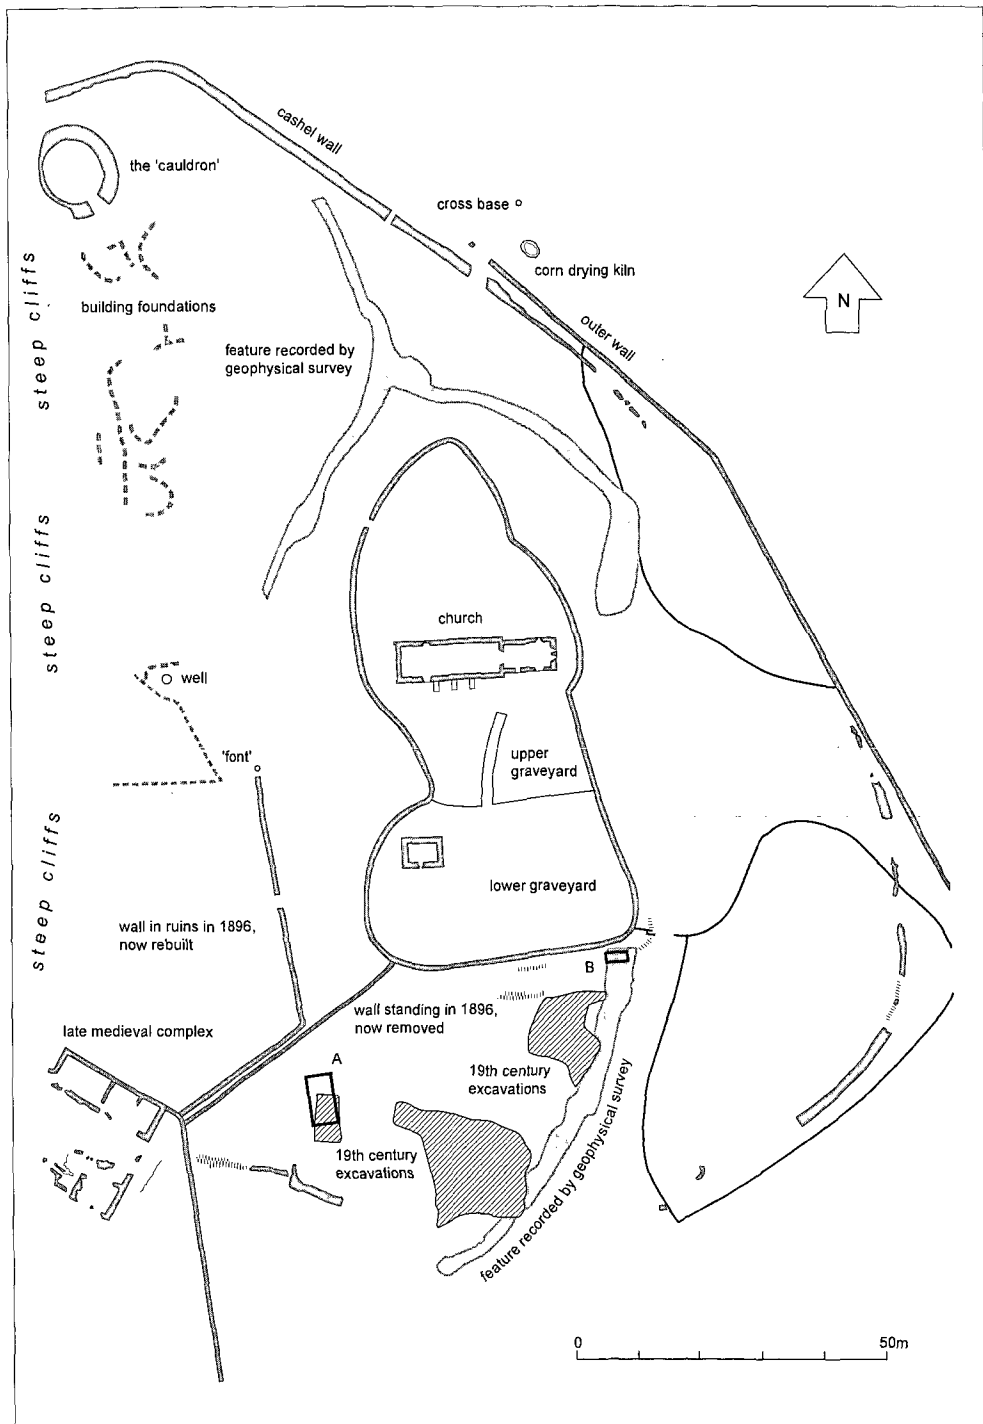 cashel wall
the 'cauldron'
cross base
corn drying kiln
N
steep cliffs
building foundations
outer wall
feature recorded by
geophysical survey
steep cliffs
church
well
'font'
upper
graveyard
steep cliffs
lower graveyard
wall in ruins in 1896,
now rebuilt
B
wall standing in 1896,
now removed
late medieval complex
A
19th century
excavations
19th century
excavations
feature recorded by geophysical survey
0
50m